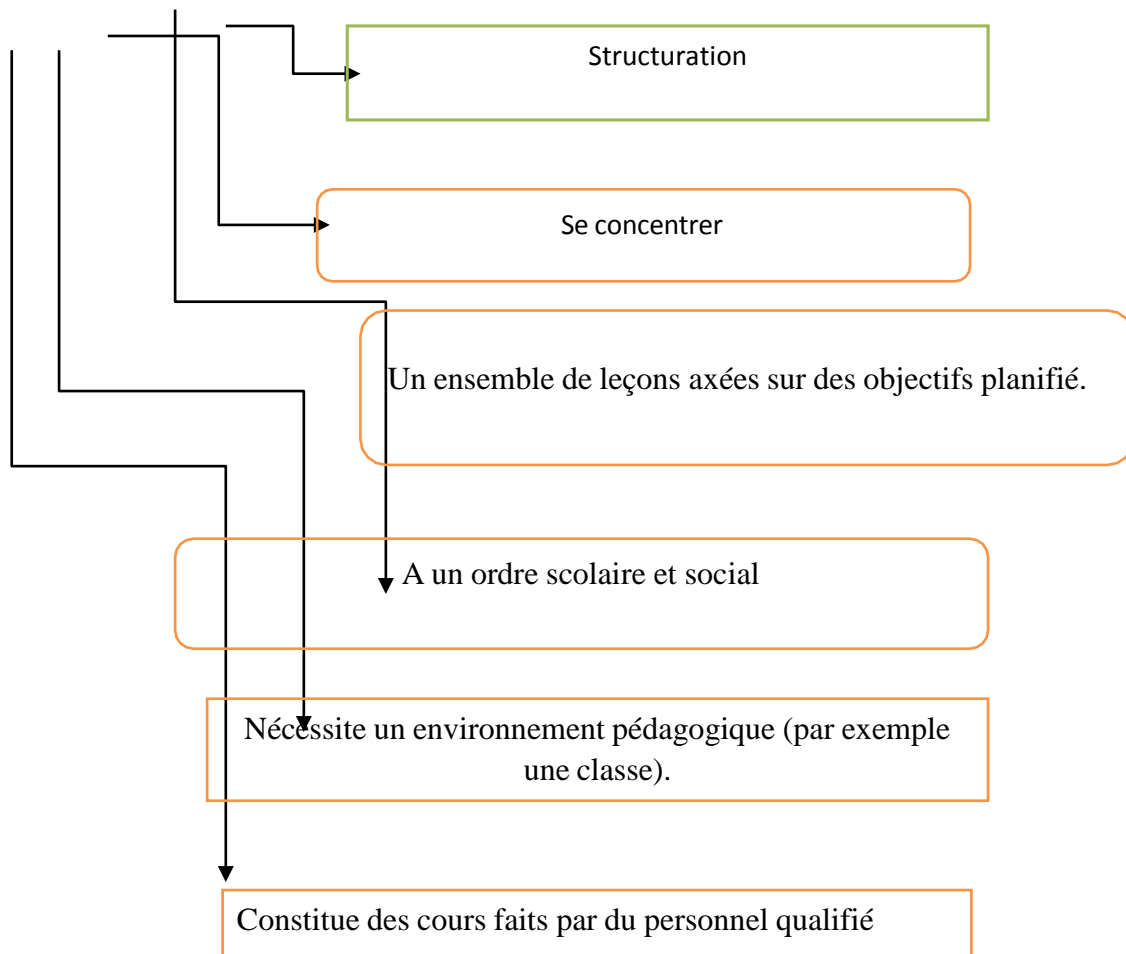 Structuration
Se concentrer
Un ensemble de leçons axées sur des objectifs planifié.
A un ordre scolaire et social
Nécessite un environnement pédagogique (par exemple
une classe).
Constitue des cours faits par du personnel qualifié